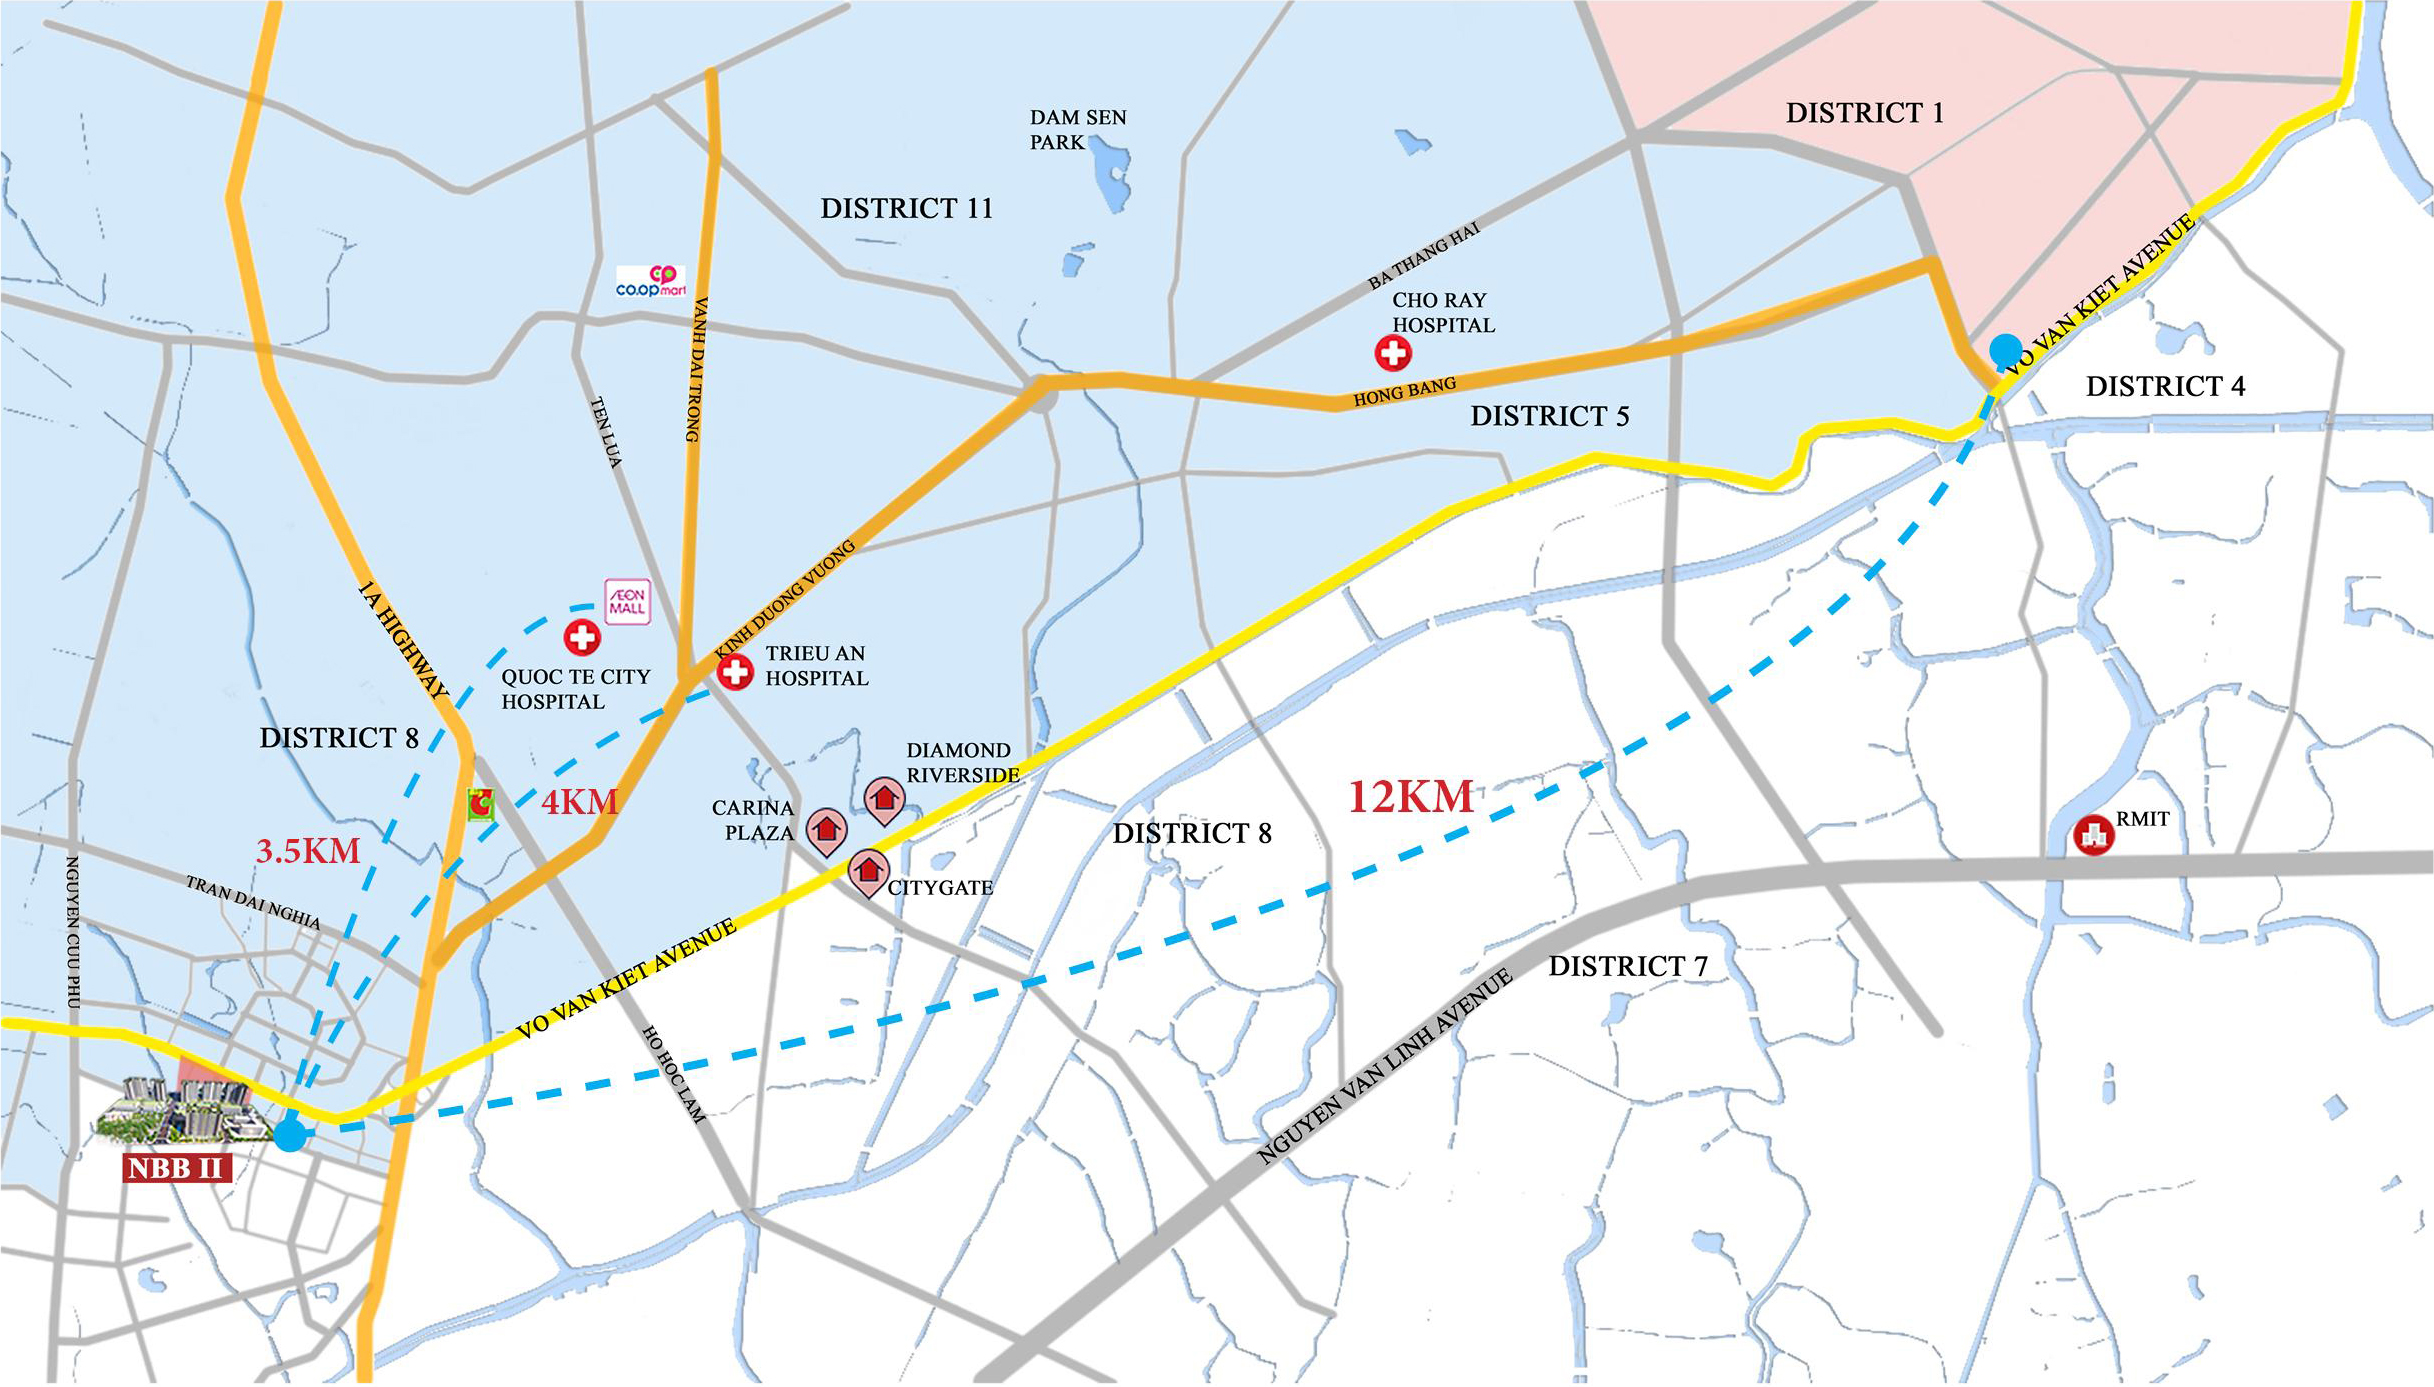 DISTRICT 1
DAM SEN
PARK
DISTRICT 11
BA THANG HAI
VO VAN KIET AVENUE
co.opmart
CHO RAY
HOSPITAL
VANH DAI TRONG
HONG BANG
DISTRICT 5
DISTRICT 4
TEN LUA
KINH DUONG VUONG
1A HIGHWAY
ÆON
MALL
TRIEU AN
HOSPITAL
QUOC TE CITY
HOSPITAL
DISTRICT 8
DIAMOND
RIVERSIDE
CARINA
PLAZA
4KM
12KM
DISTRICT 8
RMIT
3.5KM
CITYGATE
TRAN DAI NGHIA
NGUYEN CUU PHU
VO VAN KIET AVENUE
DISTRICT 7
HO HOC LAM
NGUYEN VAN LINH AVENUE
NBB II